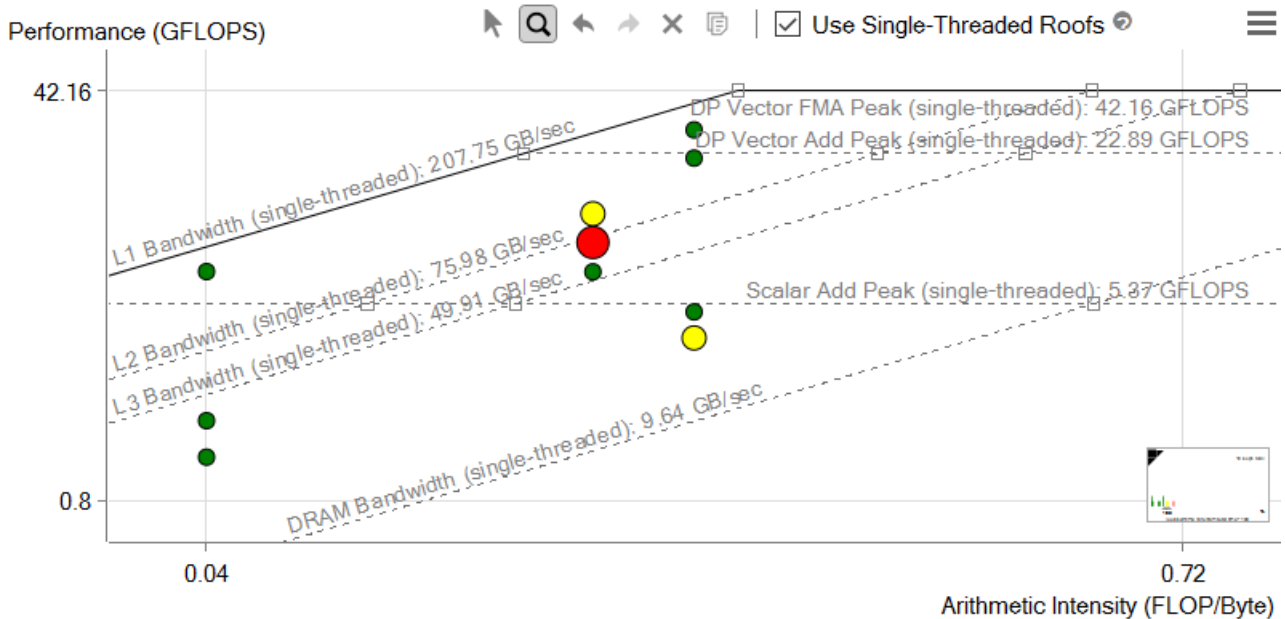 Performance (GFLOPS)
Use Single-Threaded Roofs
42.16
DP Vector FMA Peak (single-threaded): 42.16 GFLOPS
DP Vector Add Peak (single-threaded): 22.89 GFLOPS
L1 Bandwidth (single-threaded): 207.75 GB/sec
L2 Bandwidth (single-threaded): 75.98 GB/sec
Scalar Add Peak (single-threaded): 5.37 GFLOPS
L3 Bandwidth (single-threaded): 49.91 GB/sec
DRAM Bandwidth (single-threaded): 9.64 GB/sec
0.8
0.04
0.72
Arithmetic Intensity (FLOP/Byte)